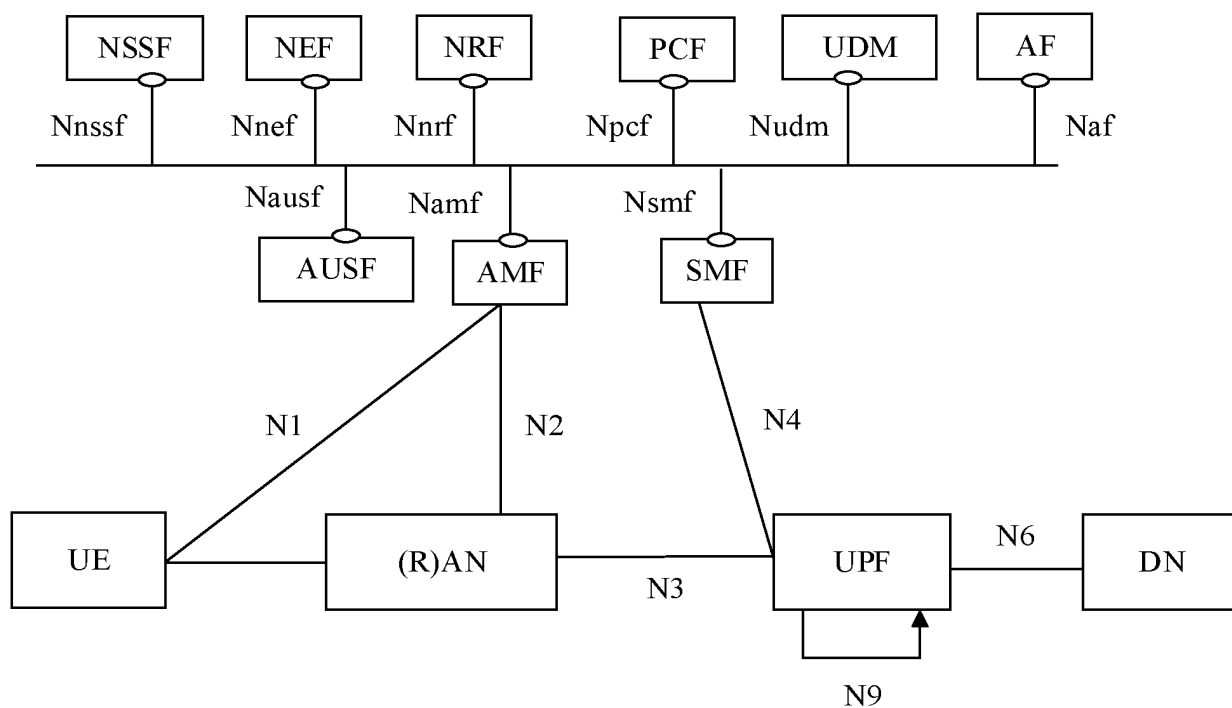 NSSF NEF NRF PCF UDM AF
Nnssf Nnef Nnrf Npcf Nudm Naf
Nausf Namf Nsmf
AUSF AMF SMF
N1 N2 N4
UE (R)AN N3 UPF N6 DN
N9